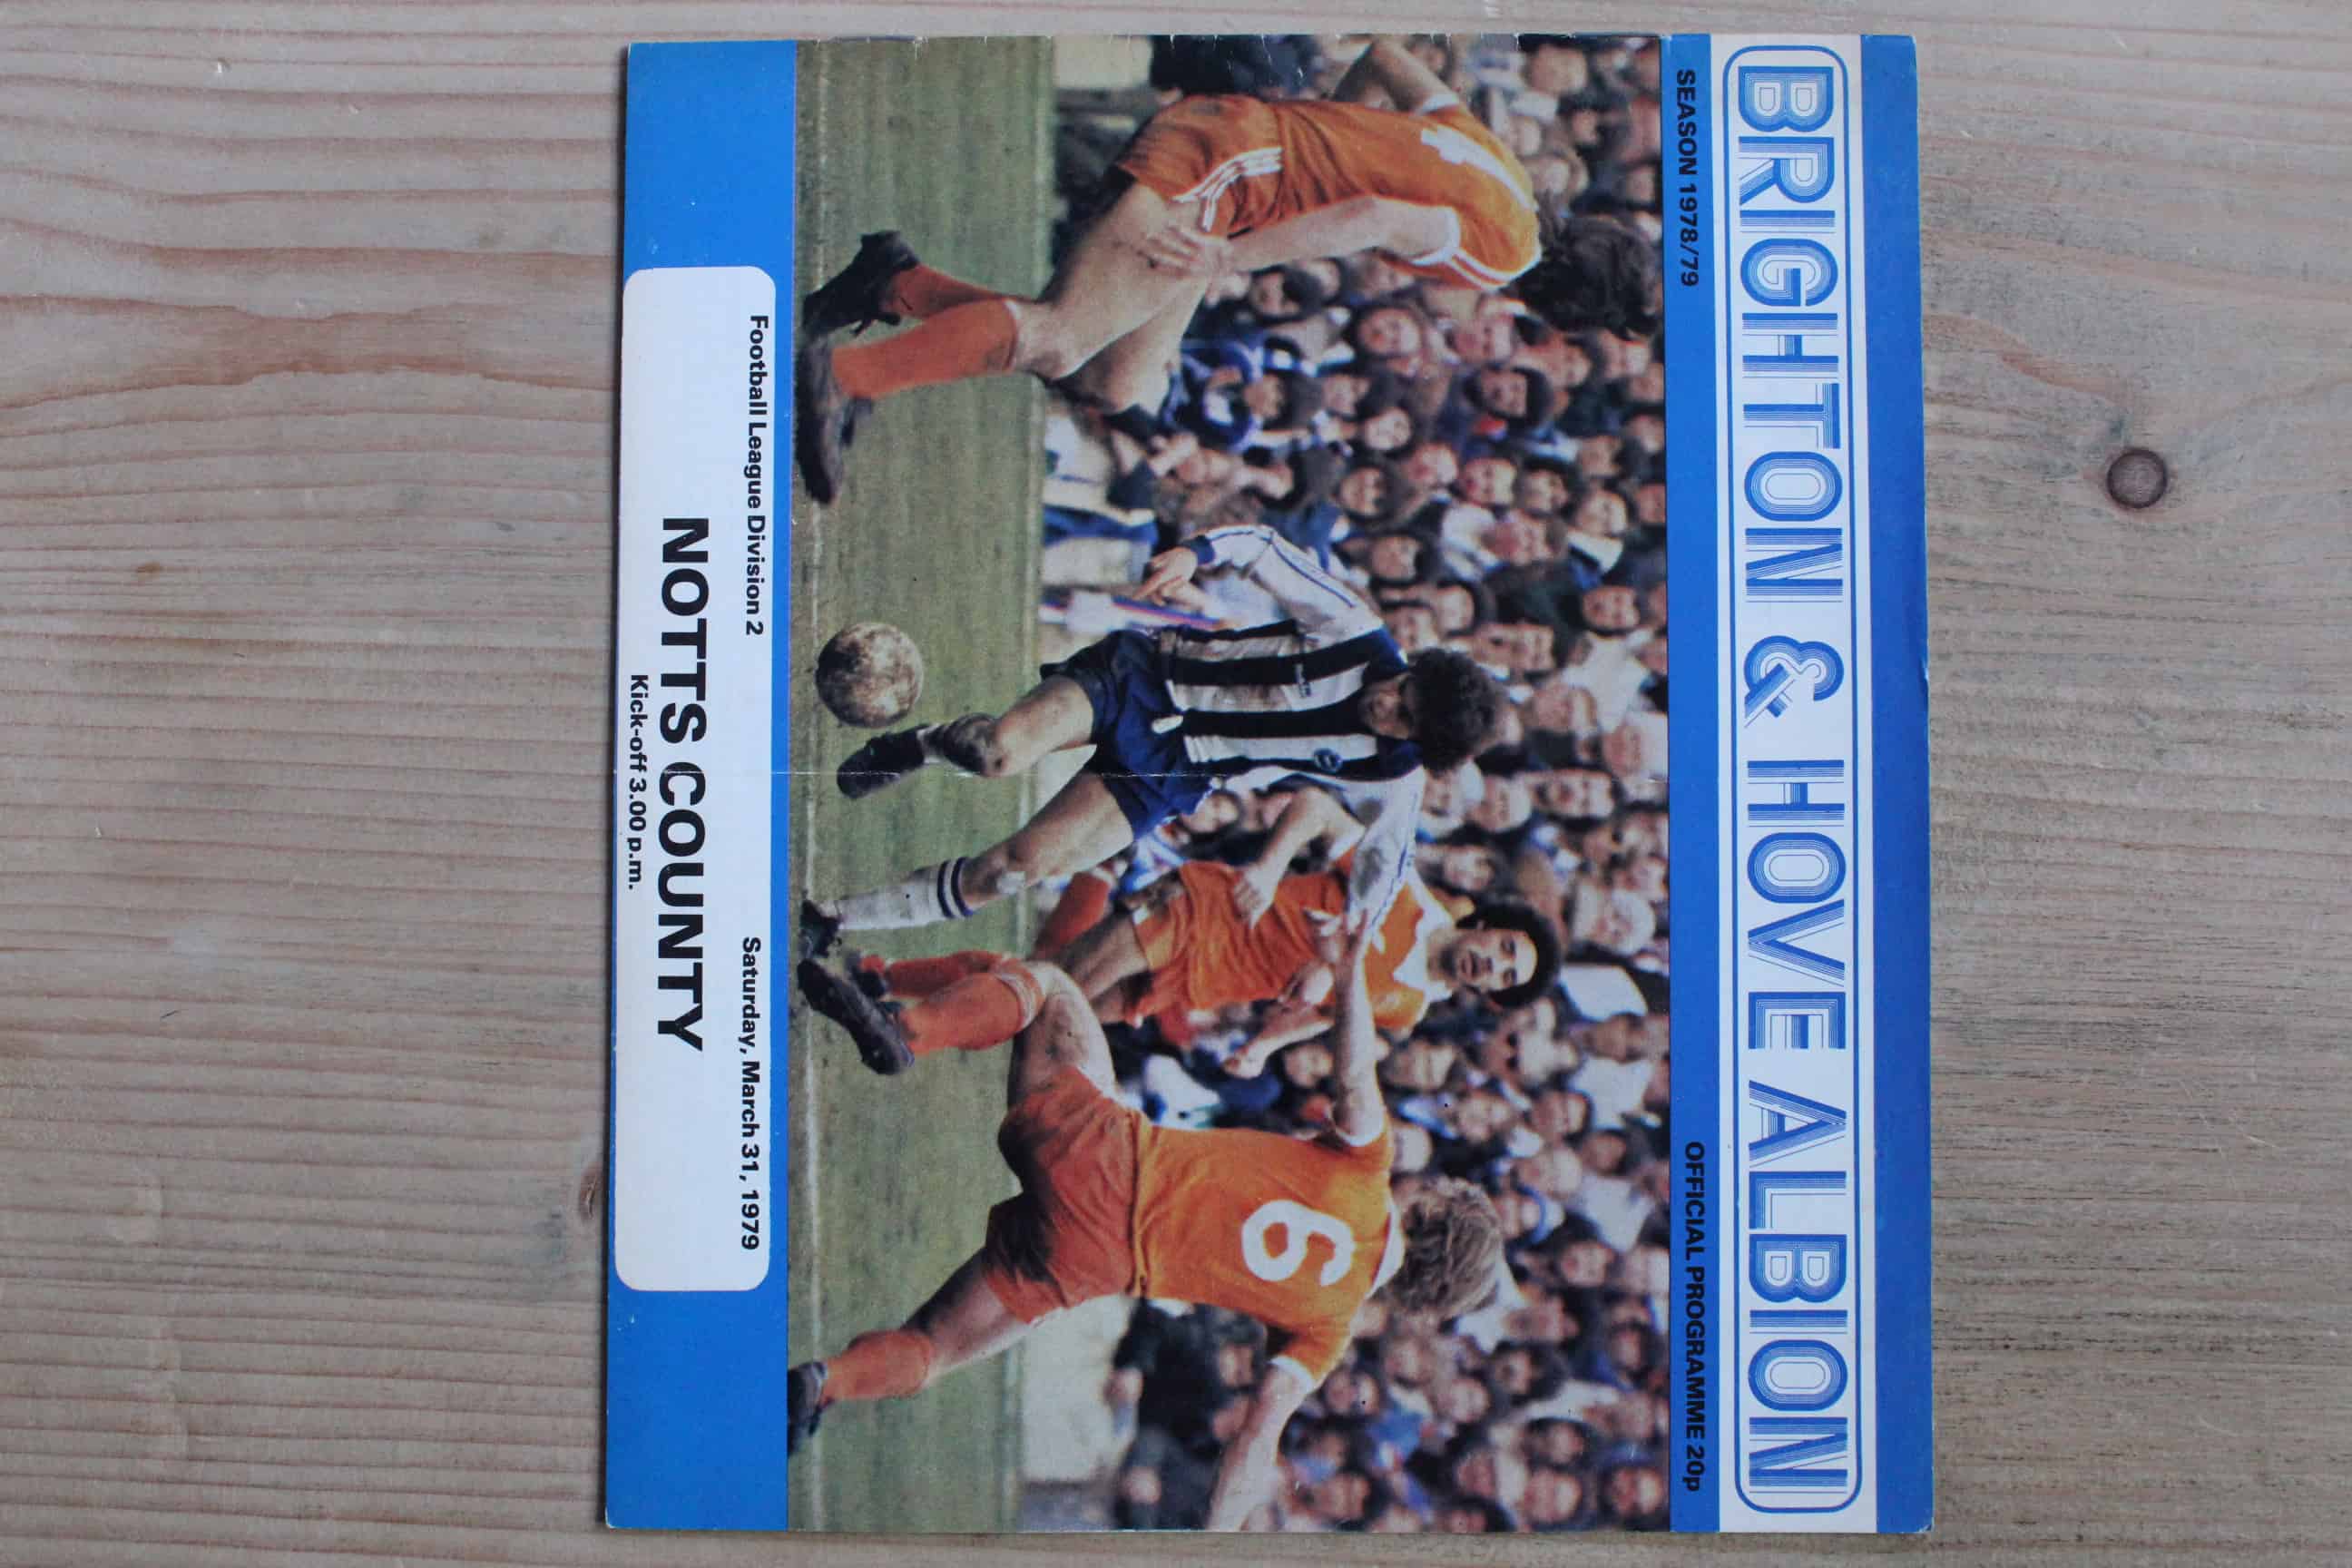 BRIGHTON & HOVE ALBION
SEASON 1978/79 OFFICIAL PROGRAMME 20p
6
Football League Division 2 Saturday, March 31, 1979
NOTTS COUNTY
Kick-off 3.00 p.m.